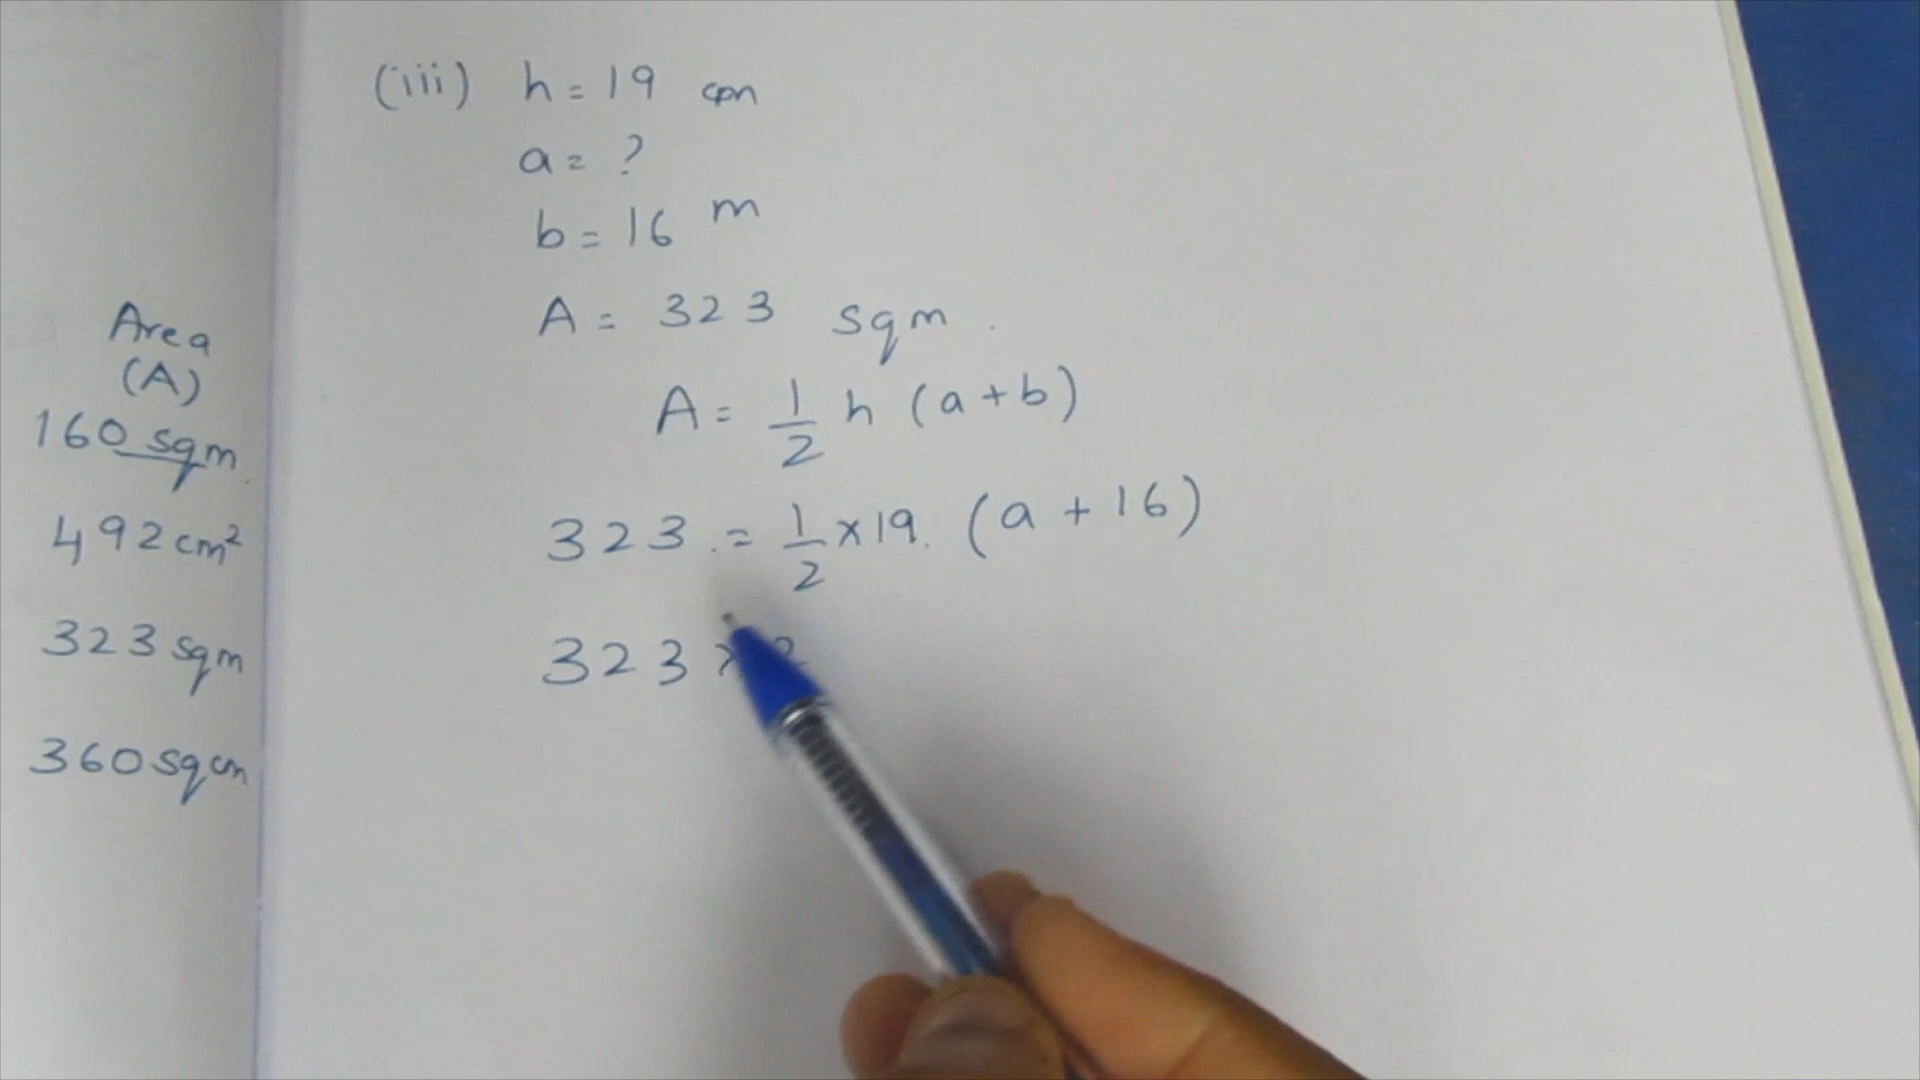 Area
(A)
160 sqm.
492 cm²
323 sqm
360 sqcm
(iii) h = 19 cm
a = ?
b = 16 m
A = 323 sqm.
A = 1/2 h (a + b)
323 = 1/2 × 19 (a + 16)
323 × 2